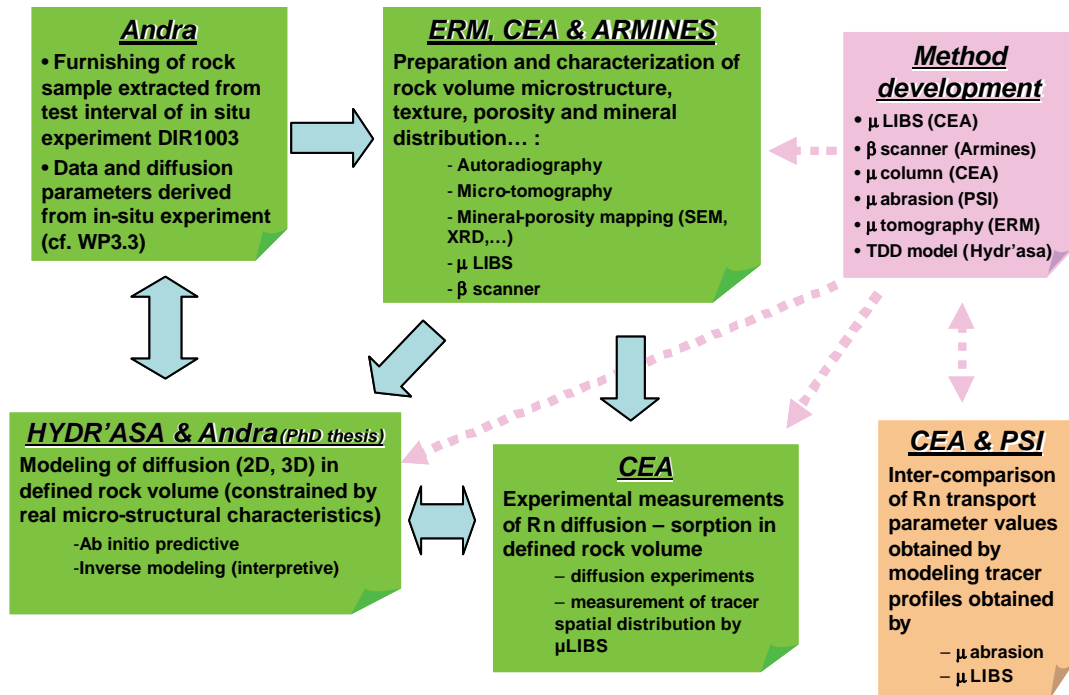 Andra
• Furnishing of rock
sample extracted from
test interval of in situ
experiment DIR1003
• Data and diffusion
parameters derived
from in-situ experiment
(cf. WP3.3)
ERM, CEA & ARMINES
Preparation and characterization of
rock volume microstructure,
texture, porosity and mineral
distribution… :
- Autoradiography
- Micro-tomography
- Mineral-porosity mapping (SEM,
XRD,…)
- µ LIBS
- β scanner
Method
development
• µ LIBS (CEA)
• β scanner (Armines)
• µ column (CEA)
• µ abrasion (PSI)
• µ tomography (ERM)
• TDD model (Hydr’asa)
HYDR’ASA & Andra (PhD thesis)
Modeling of diffusion (2D, 3D) in
defined rock volume (constrained by
real micro-structural characteristics)
-Ab initio predictive
-Inverse modeling (interpretive)
CEA
Experimental measurements
of Rn diffusion – sorption in
defined rock volume
– diffusion experiments
– measurement of tracer
spatial distribution by
µLIBS
CEA & PSI
Inter-comparison
of Rn transport
parameter values
obtained by
modeling tracer
profiles obtained
by
– µ abrasion
– µ LIBS